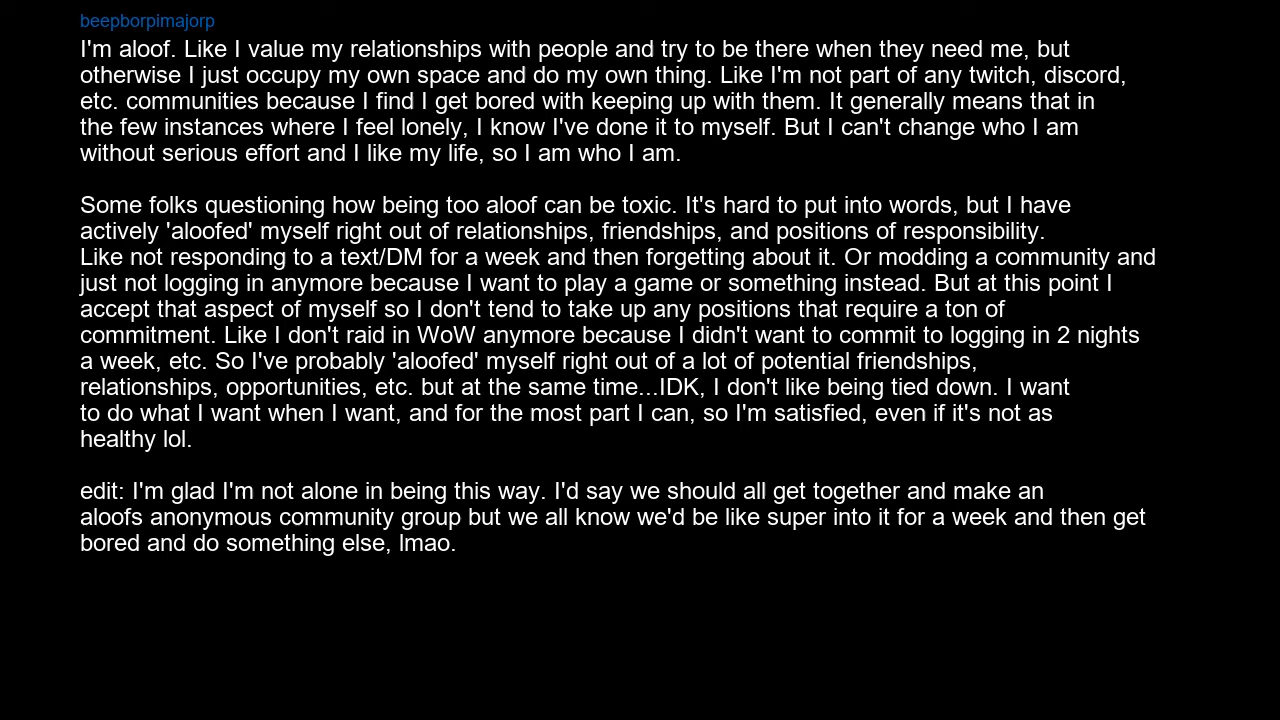 beepborpimajorp
I'm aloof. Like I value my relationships with people and try to be there when they need me, but
otherwise I just occupy my own space and do my own thing. Like I'm not part of any twitch, discord,
etc. communities because I find I get bored with keeping up with them. It generally means that in
the few instances where I feel lonely, I know I've done it to myself. But I can't change who I am
without serious effort and I like my life, so I am who I am.
Some folks questioning how being too aloof can be toxic. It's hard to put into words, but I have
actively 'aloofed' myself right out of relationships, friendships, and positions of responsibility.
Like not responding to a text/DM for a week and then forgetting about it. Or modding a community and
just not logging in anymore because I want to play a game or something instead. But at this point I
accept that aspect of myself so I don't tend to take up any positions that require a ton of
commitment. Like I don't raid in WoW anymore because I didn't want to commit to logging in 2 nights
a week, etc. So I've probably 'aloofed' myself right out of a lot of potential friendships,
relationships, opportunities, etc. but at the same time...IDK, I don't like being tied down. I want
to do what I want when I want, and for the most part I can, so I'm satisfied, even if it's not as
healthy lol.
edit: I'm glad I'm not alone in being this way. I'd say we should all get together and make an
aloofs anonymous community group but we all know we'd be like super into it for a week and then get
bored and do something else, lmao.